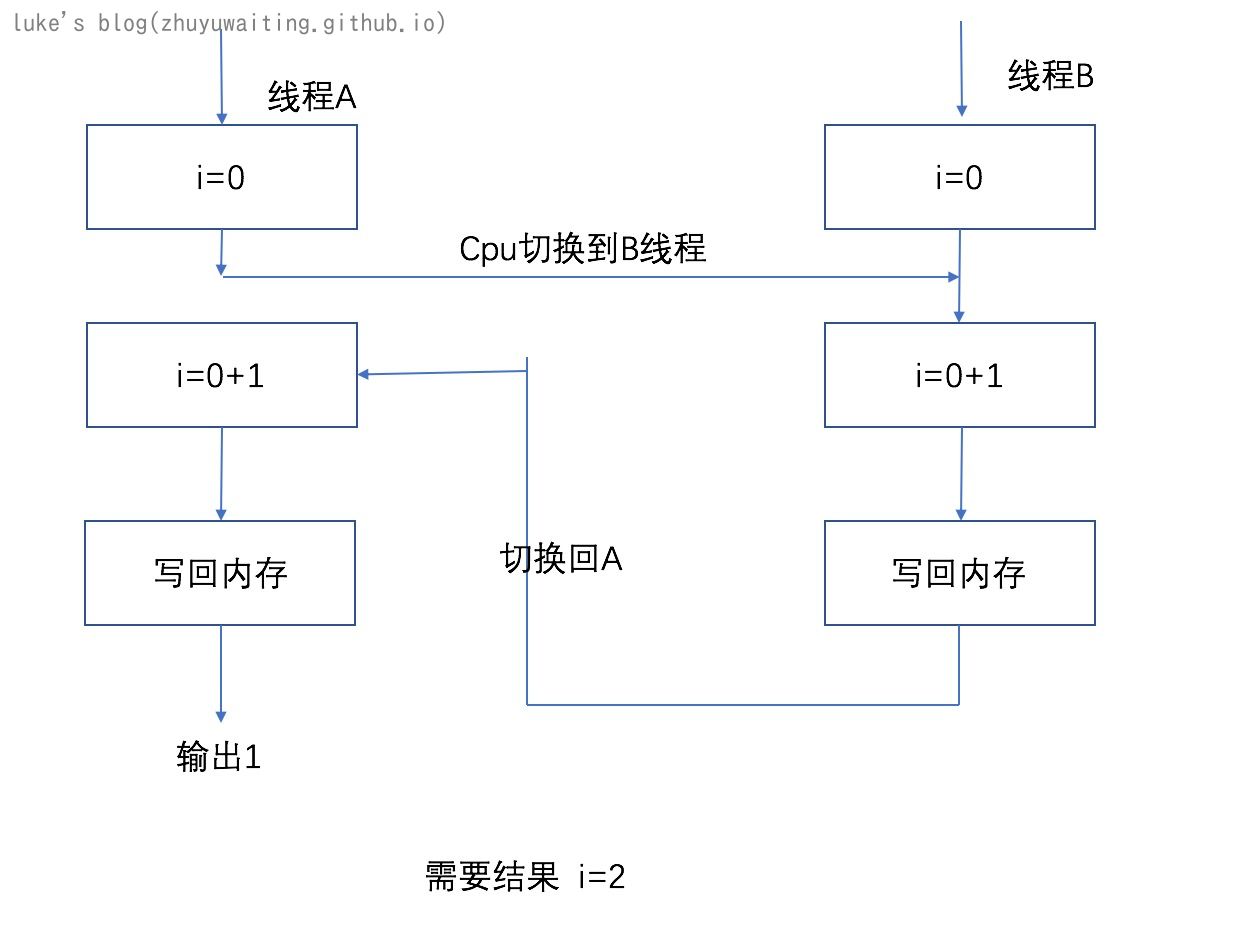 luke's blog(zhuyuwaiting.github.io)
线程A
线程B
i=0
i=0
Cpu切换到B线程
i=0+1
i=0+1
切换回A
写回内存
写回内存
输出1
需要结果 i=2